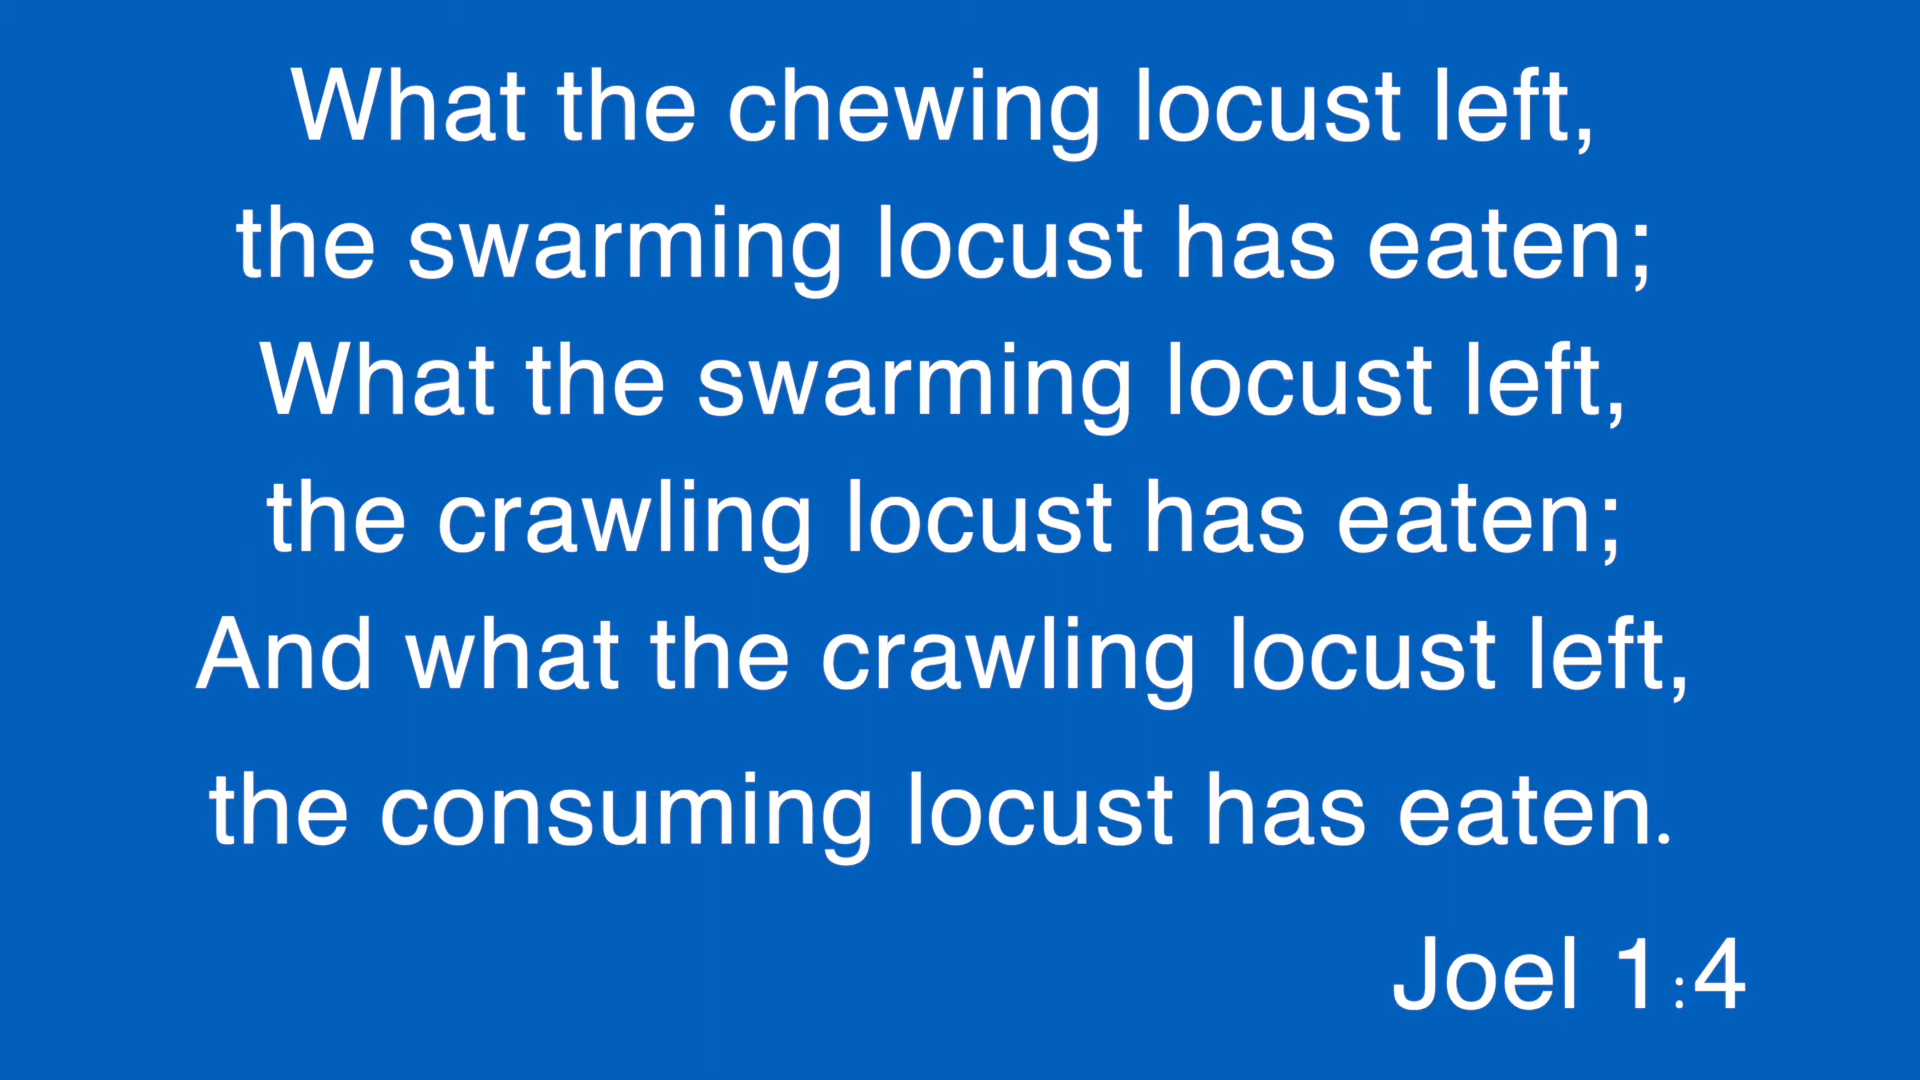 What the chewing locust left,
the swarming locust has eaten;
What the swarming locust left,
the crawling locust has eaten;
And what the crawling locust left,
the consuming locust has eaten.
Joel 1:4